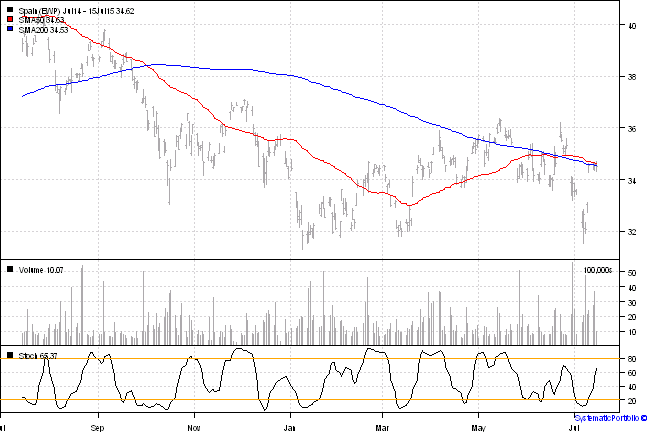 Spain (EWP) Jul14 - 15Jul15 34.62
SMA50 34.63
SMA200 34.53
40
38
36
34
32
Volume 10.07
100,000s
50
40
30
20
10
Stoch 65.37
80
60
40
20
Sep
Nov
Jan
Mar
May
Jul
SystematicPortfolio ©